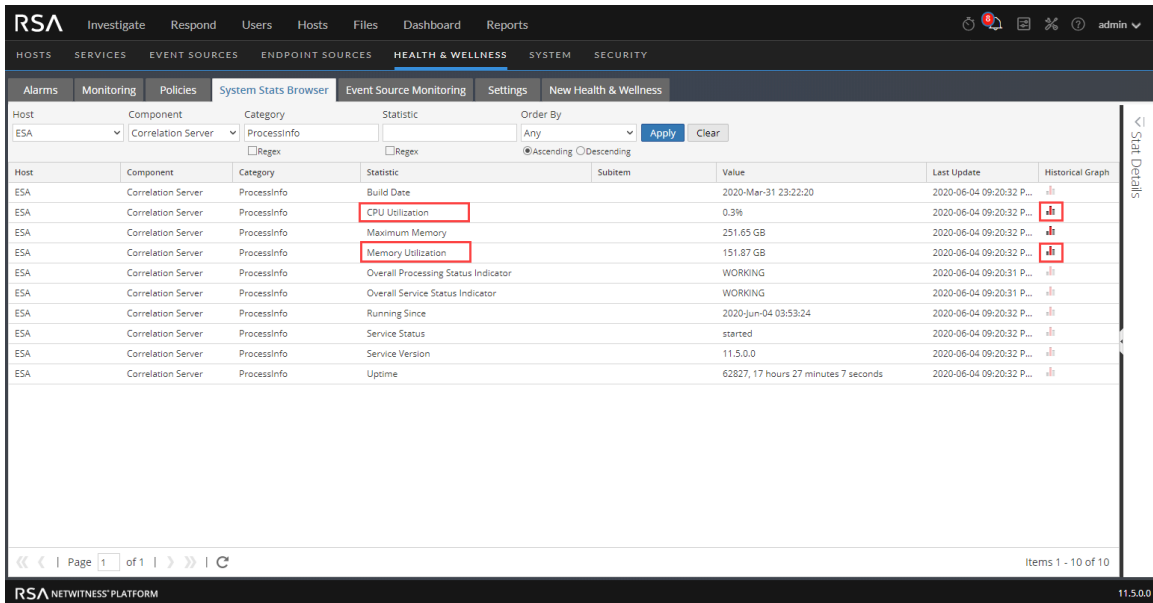 RSA Investigate Respond Users Hosts Files Dashboard Reports 8 admin
HOSTS SERVICES EVENT SOURCES ENDPOINT SOURCES HEALTH & WELLNESS SYSTEM SECURITY
Alarms Monitoring Policies System Stats Browser Event Source Monitoring Settings New Health & Wellness
Host Component Category Statistic Order By
ESA Correlation Server ProcessInfo Any Apply Clear
Regex Regex Ascending Descending
Stat Details
Host Component Category Statistic Subitem Value Last Update Historical Graph
ESA Correlation Server ProcessInfo Build Date 2020-Mar-31 23:22:20 2020-06-04 09:20:32 P...
ESA Correlation Server ProcessInfo CPU Utilization 0.3% 2020-06-04 09:20:32 P...
ESA Correlation Server ProcessInfo Maximum Memory 251.65 GB 2020-06-04 09:20:32 P...
ESA Correlation Server ProcessInfo Memory Utilization 151.87 GB 2020-06-04 09:20:32 P...
ESA Correlation Server ProcessInfo Overall Processing Status Indicator WORKING 2020-06-04 09:20:31 P...
ESA Correlation Server ProcessInfo Overall Service Status Indicator WORKING 2020-06-04 09:20:31 P...
ESA Correlation Server ProcessInfo Running Since 2020-Jun-04 03:53:24 2020-06-04 09:20:32 P...
ESA Correlation Server ProcessInfo Service Status started 2020-06-04 09:20:32 P...
ESA Correlation Server ProcessInfo Service Version 11.5.0.0 2020-06-04 09:20:32 P...
ESA Correlation Server ProcessInfo Uptime 62827, 17 hours 27 minutes 7 seconds 2020-06-04 09:20:32 P...
Page 1 of 1 Items 1 - 10 of 10
RSA NETWITNESS® PLATFORM 11.5.0.0